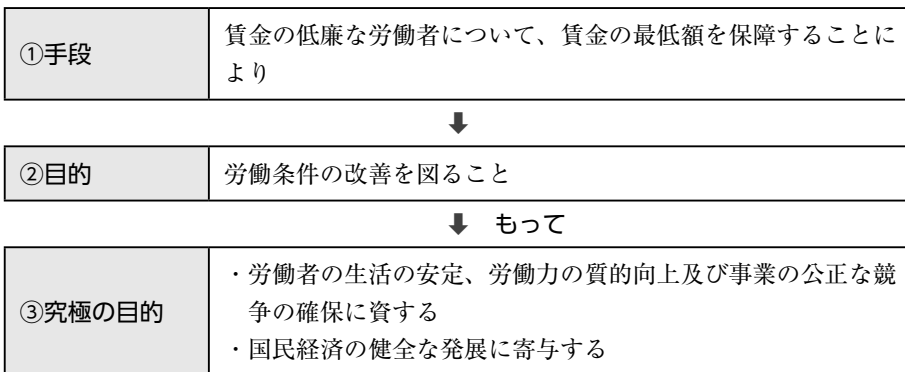 ①手段
賃金の低廉な労働者について、賃金の最低額を保障することに
より
⬇
②目的
労働条件の改善を図ること
⬇ もって
③究極の目的
・労働者の生活の安定、労働力の質的向上及び事業の公正な競
争の確保に資する
・国民経済の健全な発展に寄与する